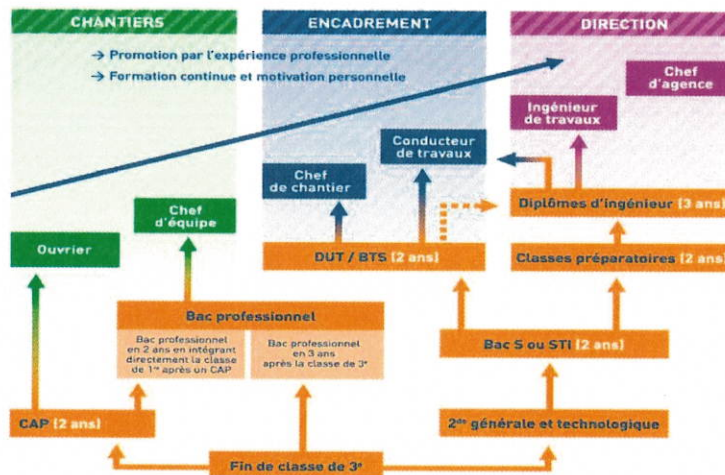 CHANTIERS
ENCADREMENT
DIRECTION
→ Promotion par l'expérience professionnelle
→ Formation continue et motivation personnelle
Chef
d'agence
Ingénieur
de travaux
Conducteur
de travaux
Chef
de chantier
Chef
d'équipe
Ouvrier
Diplômes d'ingénieur (3 ans)
DUT / BTS (2 ans)
Classes préparatoires (2 ans)
Bac professionnel
Bac professionnel
en 2 ans en intégrant
directement la classe
de 1re après un CAP
Bac professionnel
en 3 ans
après la classe de 3e
Bac S ou STI (2 ans)
CAP (2 ans)
2de générale et technologique
Fin de classe de 3e